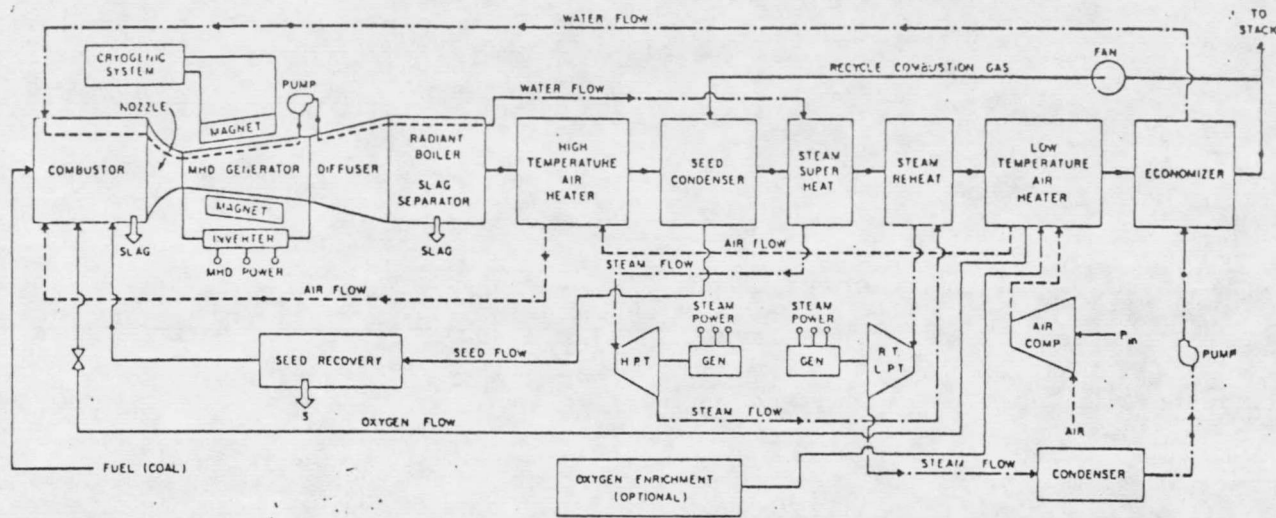 WATER FLOW
TO
STACK
CRYOGENIC
SYSTEM
FAN
RECYCLE COMBUSTION GAS
PUMP
WATER FLOW
NOZZLE
MAGNET
COMBUSTOR
MHD GENERATOR
DIFFUSER
RADIANT
BOILER
SLAG
SEPARATOR
HIGH
TEMPERATURE
AIR
HEATER
SEED
CONDENSER
STEAM
SUPER
HEAT
STEAM
REHEAT
LOW
TEMPERATURE
AIR
HEATER
ECONOMIZER
MAGNET
INVERTER
SLAG
MHD POWER
SLAG
AIR FLOW
STEAM FLOW
AIR FLOW
STEAM
POWER
STEAM
POWER
AIR
COMP
Pin
SEED RECOVERY
SEED FLOW
H.P.T.
GEN
GEN
R.T.
L.P.T.
PUMP
S
STEAM FLOW
OXYGEN FLOW
AIR
FUEL (COAL)
OXYGEN ENRICHMENT
(OPTIONAL)
STEAM FLOW
CONDENSER